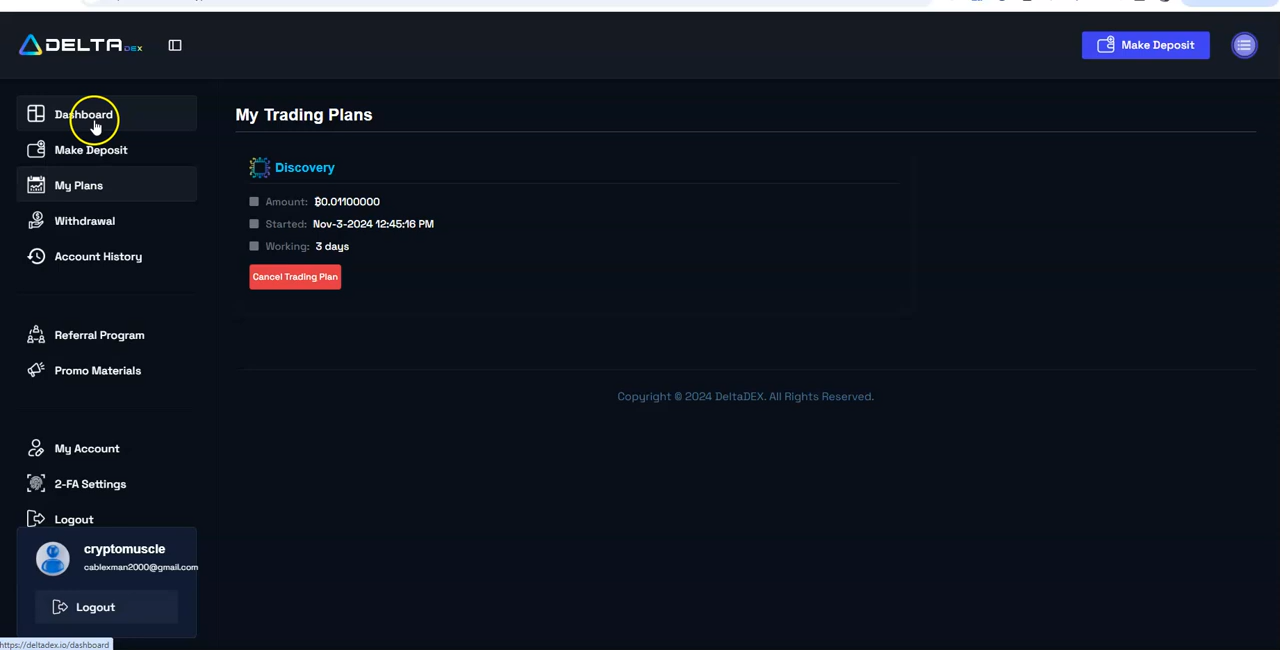 DELTA DEX
Make Deposit
Dashboard
Make Deposit
My Plans
Withdrawal
Account History
Referral Program
Promo Materials
My Account
2-FA Settings
Logout
cryptomuscle
cablexman2000@gmail.com
Logout
My Trading Plans
Discovery
Amount: ₿0.01100000
Started: Nov-3-2024 12:45:16 PM
Working: 3 days
Cancel Trading Plan
Copyright © 2024 DeltaDEX. All Rights Reserved.
https://deltadex.io/dashboard